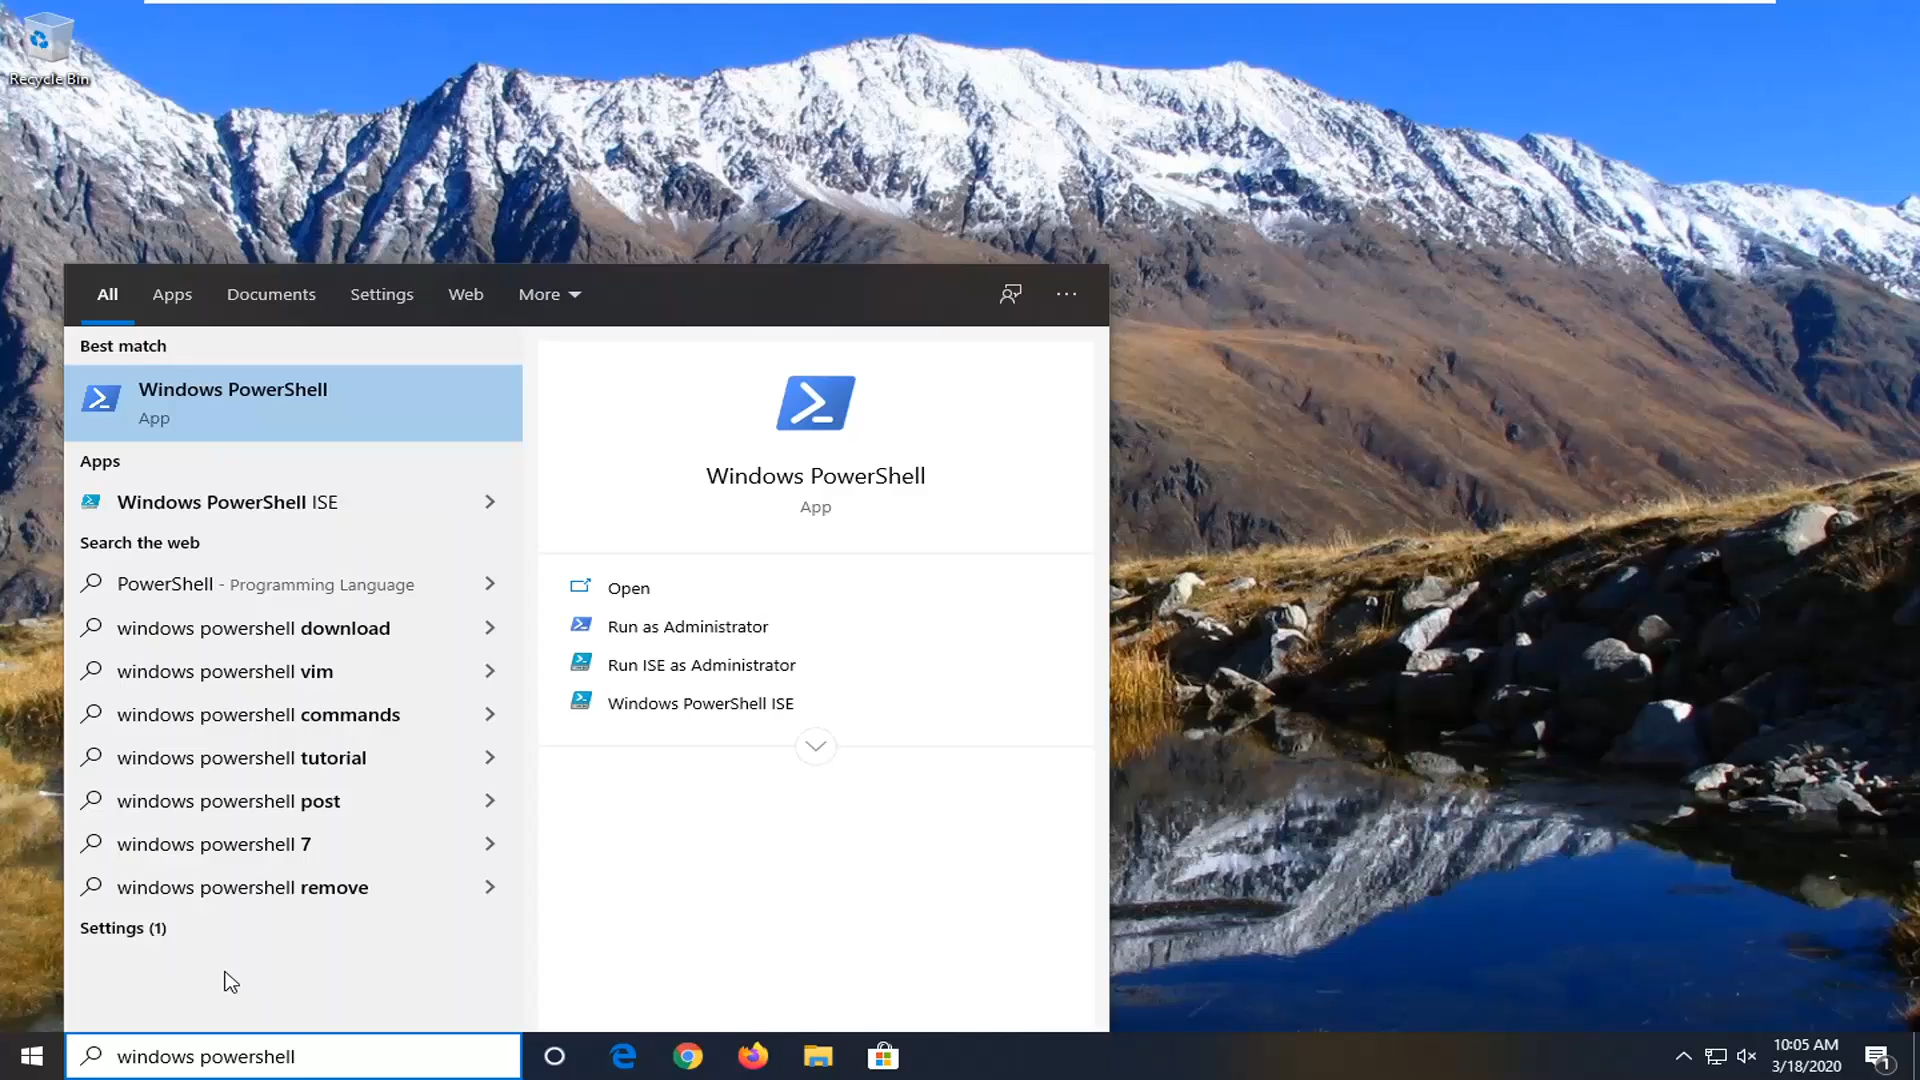 Recycle Bin
All Apps Documents Settings Web More
Best match
Windows PowerShell
App
Apps
Windows PowerShell ISE
Search the web
PowerShell - Programming Language
windows powershell download
windows powershell vim
windows powershell commands
windows powershell tutorial
windows powershell post
windows powershell 7
windows powershell remove
Settings (1)
Windows PowerShell
App
Open
Run as Administrator
Run ISE as Administrator
Windows PowerShell ISE
windows powershell
10:05 AM
3/18/2020
1